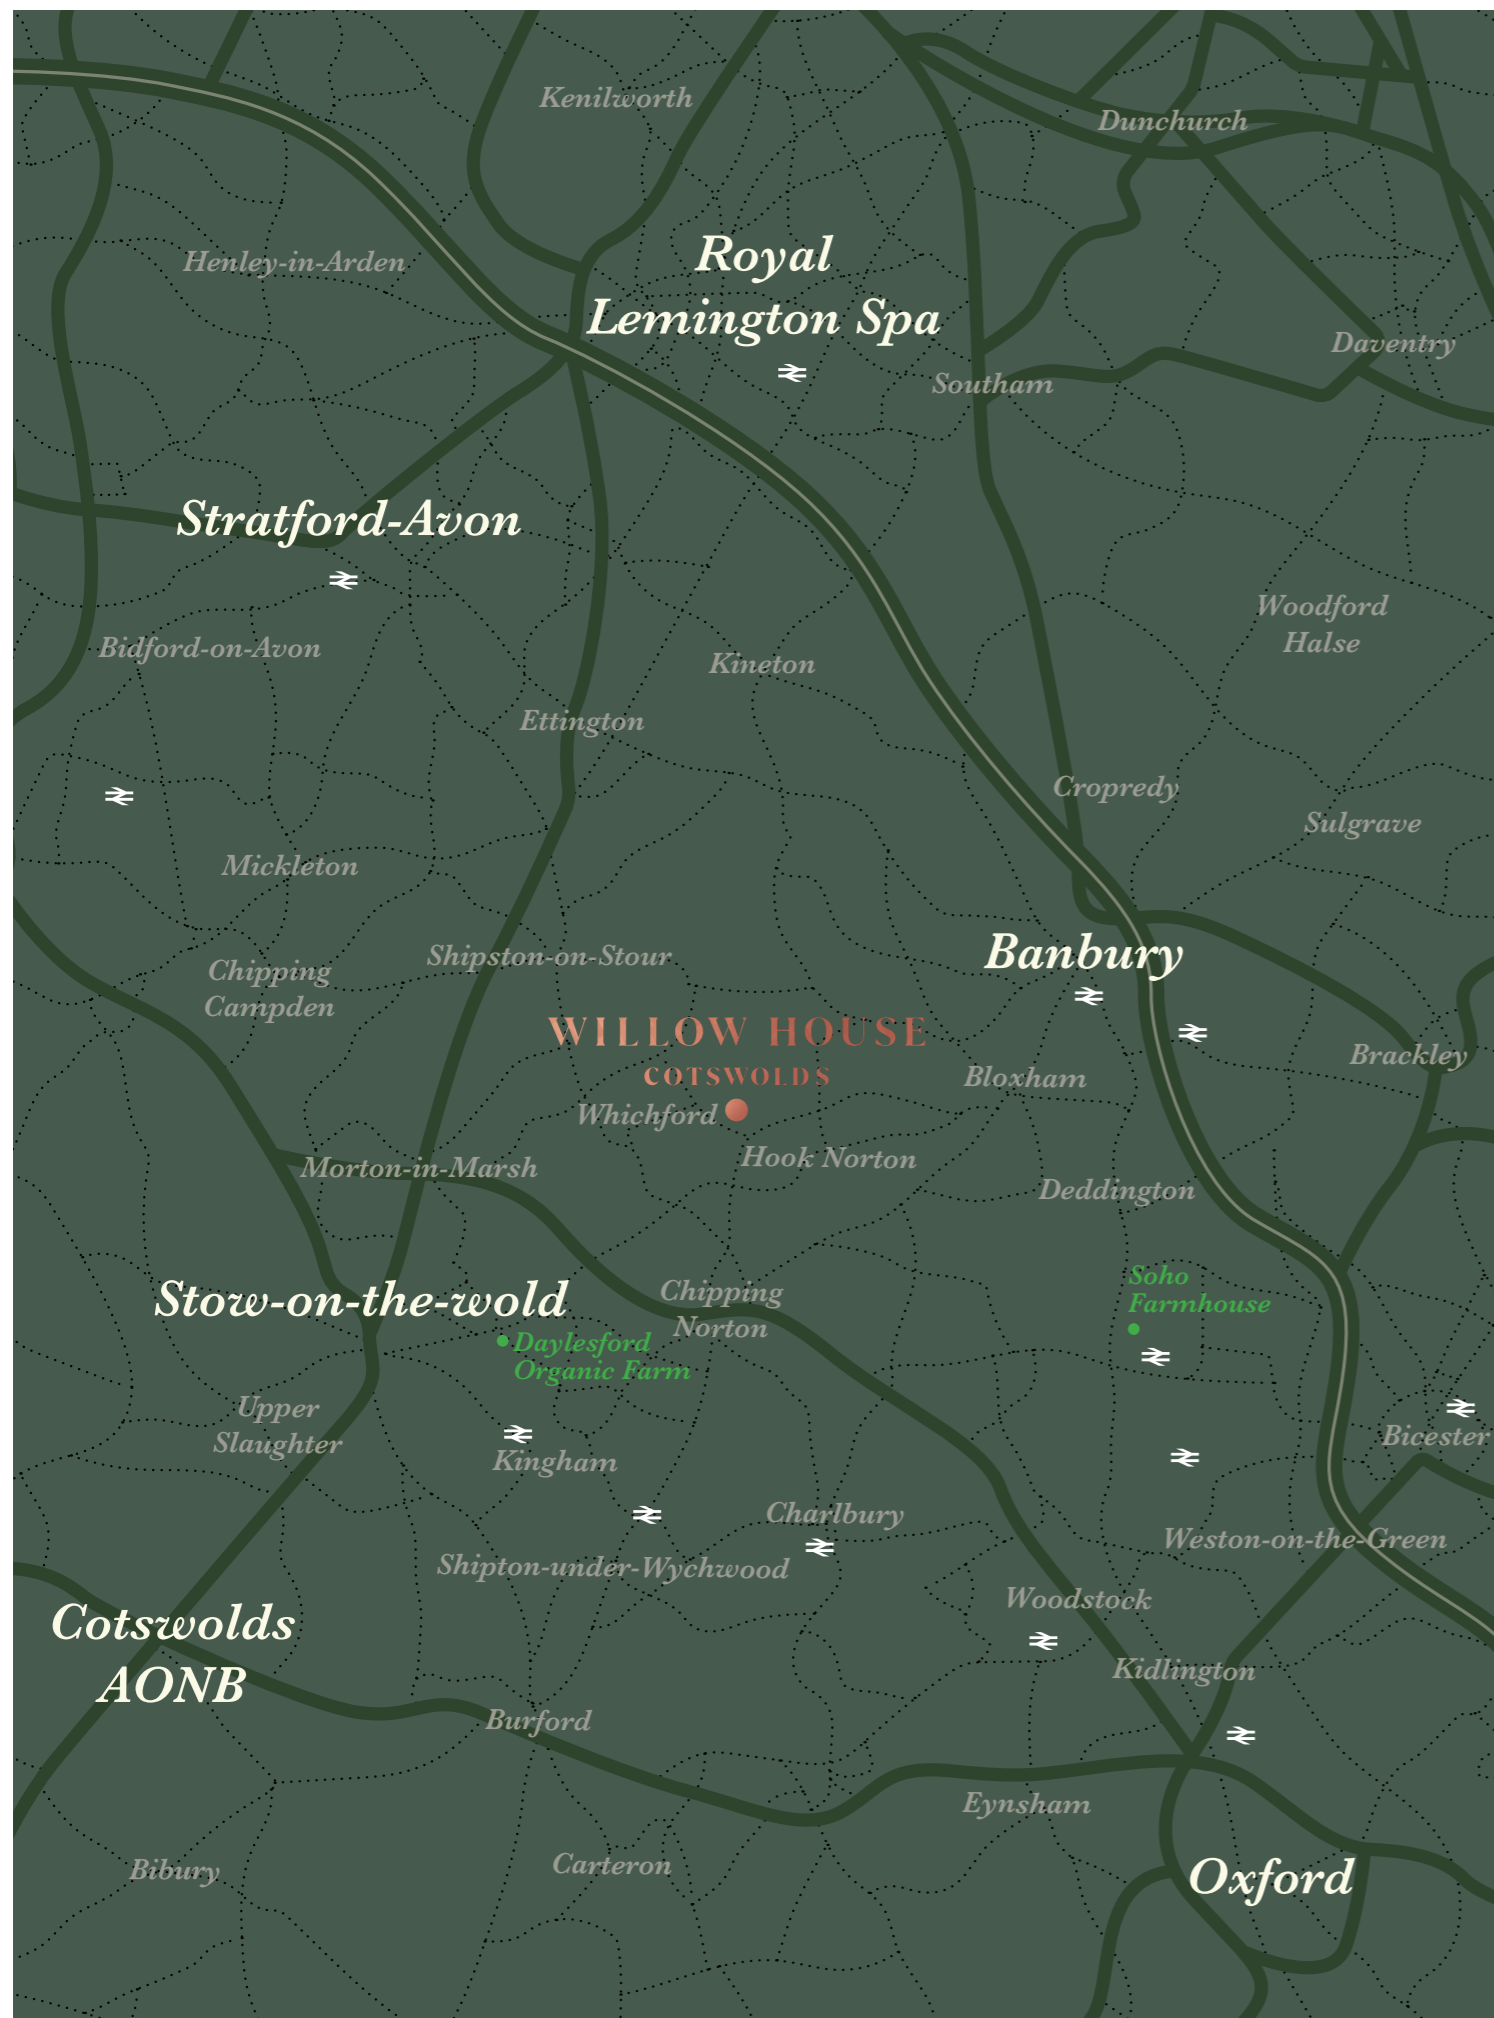 Kenilworth
Dunchurch
Henley-in-Arden
Royal
Lemington Spa
Daventry
Southam
Stratford-Avon
Woodford
Halse
Bidford-on-Avon
Kineton
Ettington
Cropredy
Sulgrave
Mickleton
Banbury
Shipston-on-Stour
Chipping
Campden
WILLOW HOUSE
COTSWOLDS
Brackley
Bloxham
Whichford
Hook Norton
Morton-in-Marsh
Deddington
Soho
Farmhouse
Stow-on-the-wold
Chipping
Norton
Daylesford
Organic Farm
Upper
Slaughter
Bicester
Kingham
Charlbury
Weston-on-the-Green
Shipton-under-Wychwood
Woodstock
Cotswolds
AONB
Kidlington
Burford
Eynsham
Carteron
Bibury
Oxford